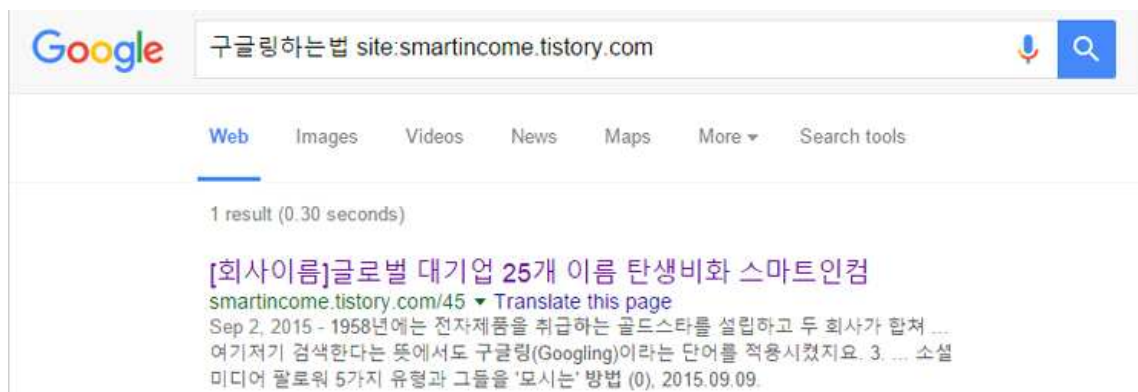 Google 구글링하는법 site:smartincome.tistory.com
Web Images Videos News Maps More Search tools
1 result (0.30 seconds)
[회사이름]글로벌 대기업 25개 이름 탄생비화 스마트인컴
smartincome.tistory.com/45 Translate this page
Sep 2, 2015 - 1958년에는 전자제품을 취급하는 골드스타를 설립하고 두 회사가 합쳐 ...
여기저기 검색한다는 뜻에서도 구글링(Googling)이라는 단어를 적용시켰지요. 3. ... 소셜
미디어 팔로워 5가지 유형과 그들을 '모시는' 방법 (0), 2015.09.09.